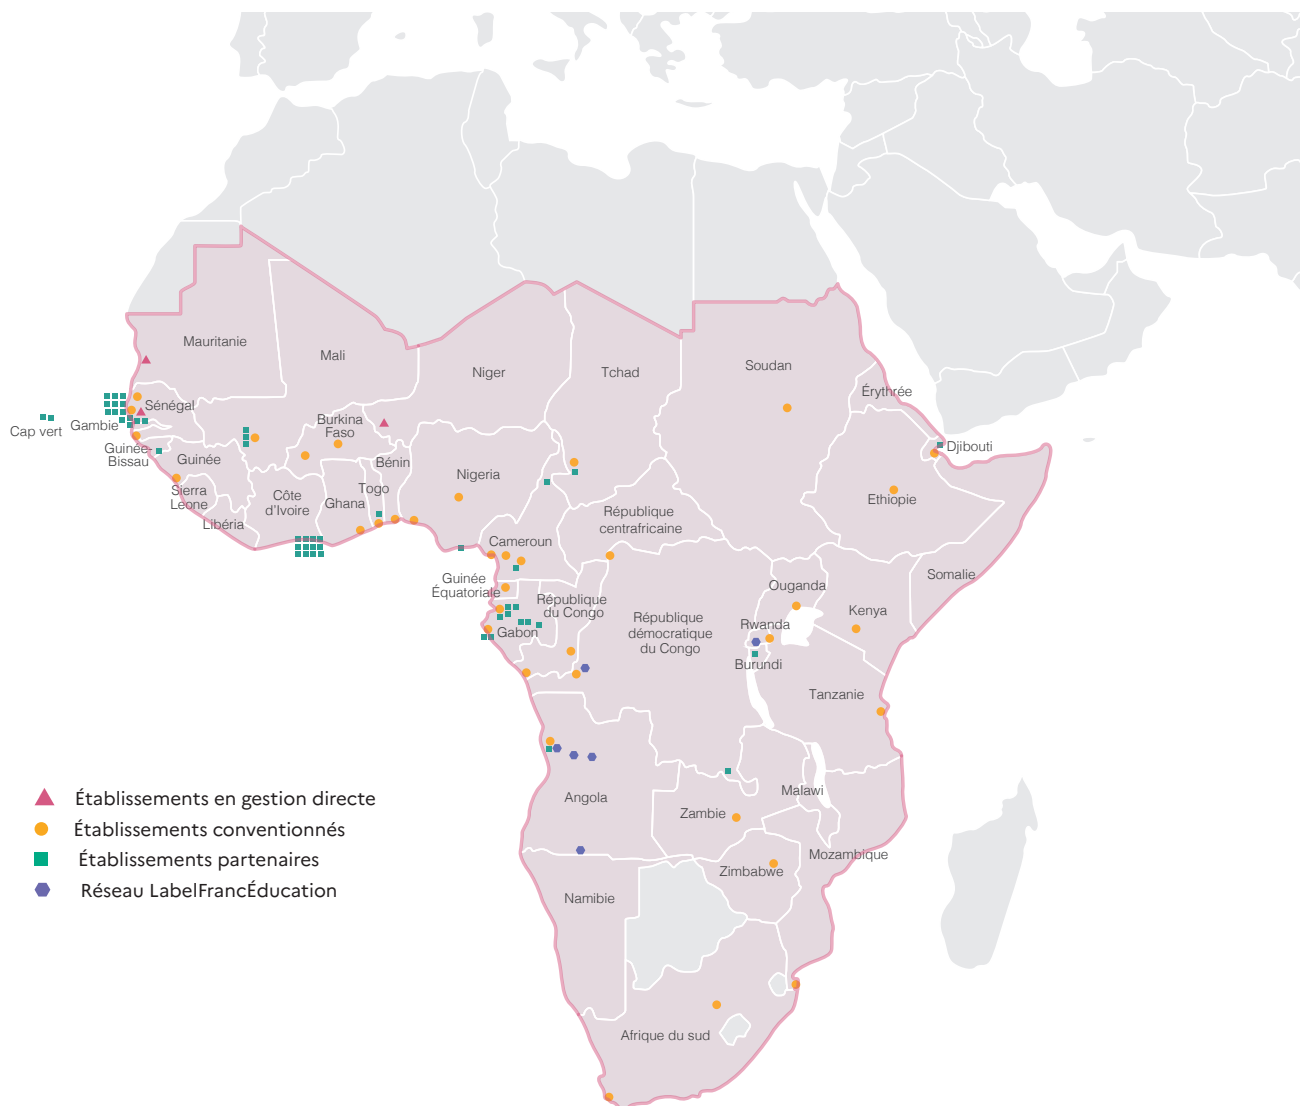 Mauritanie
Mali
Niger
Tchad
Soudan
Érythrée
Cap vert
Gambie
Sénégal
Burkina
Faso
Djibouti
Guinée-
Bissau
Guinée
Bénin
Nigeria
Ethiopie
Sierra
Leone
Côte
d'Ivoire
Ghana
Togo
Libéria
République
centrafricaine
Cameroun
Somalie
Guinée
Équatoriale
République
du Congo
Ouganda
Kenya
Gabon
République
démocratique
du Congo
Rwanda
Burundi
Tanzanie
Angola
Malawi
Zambie
Mozambique
Zimbabwe
Namibie
Afrique du sud
Établissements en gestion directe
Établissements conventionnés
Établissements partenaires
Réseau LabelFrancÉducation